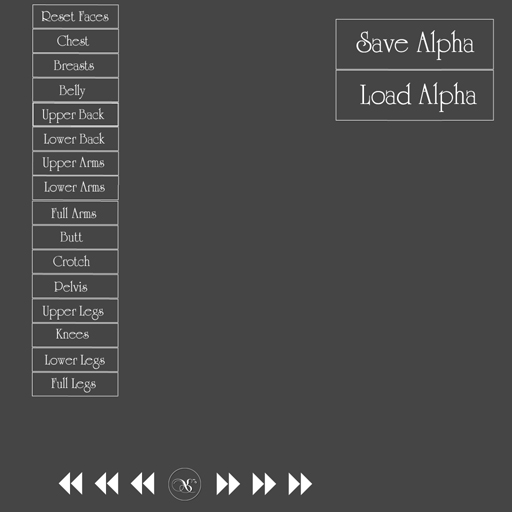 Reset Faces
Chest
Breasts
Belly
Upper Back
Lower Back
Upper Arms
Lower Arms
Full Arms
Butt
Crotch
Pelvis
Upper Legs
Knees
Lower Legs
Full Legs
Save Alpha
Load Alpha